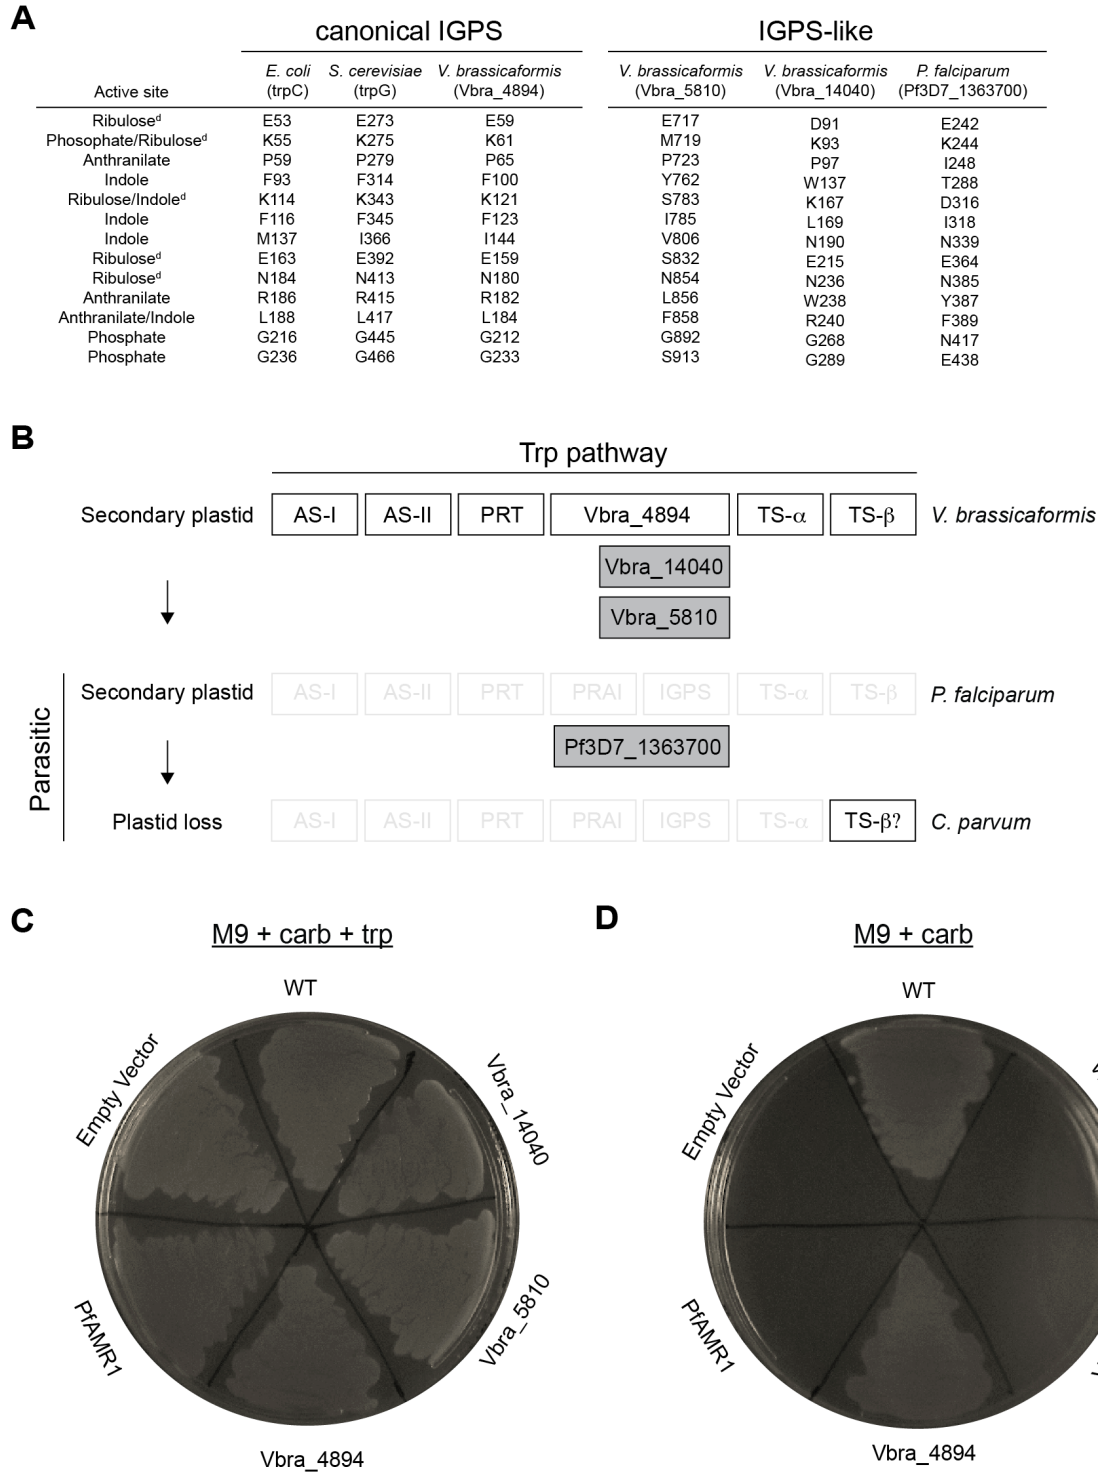 A
canonical IGPS IGPS-like
E. coli S. cerevisiae V. brassicaformis V. brassicaformis V. brassicaformis P. falciparum
Active site (trpC) (trpG) (Vbra_4894) (Vbra_5810) (Vbra_14040) (Pf3D7_1363700)
Ribuloseᵈ E53 E273 E59 E717 D91 E242
Phosophate/Ribuloseᵈ K55 K275 K61 M719 K93 K244
Anthranilate P59 P279 P65 P723 P97 I248
Indole F93 F314 F100 Y762 W137 T288
Ribulose/Indoleᵈ K114 K343 K121 S783 K167 D316
Indole F116 F345 F123 I785 L169 I318
Indole M137 I366 I144 V806 N190 N339
Ribuloseᵈ E163 E392 E159 S832 E215 E364
Ribuloseᵈ N184 N413 N180 N854 N236 N385
Anthranilate R186 R415 R182 L856 W238 Y387
Anthranilate/Indole L188 L417 L184 F858 R240 F389
Phosphate G216 G445 G212 G892 G268 N417
Phosphate G236 G466 G233 S913 G289 E438
B
Trp pathway
Secondary plastid AS-I AS-II PRT Vbra_4894 TS-α TS-β V. brassicaformis
Vbra_14040
Vbra_5810
Parasitic
Secondary plastid AS-I AS-II PRT PRAI IGPS TS-α TS-β P. falciparum
Pf3D7_1363700
Plastid loss AS-I AS-II PRT PRAI IGPS TS-α TS-β? C. parvum
C
M9 + carb + trp
WT
Empty Vector
Vbra_14040
PfAMR1
Vbra_5810
Vbra_4894
D
M9 + carb
WT
Empty Vector
PfAMR1
Vbra_4894